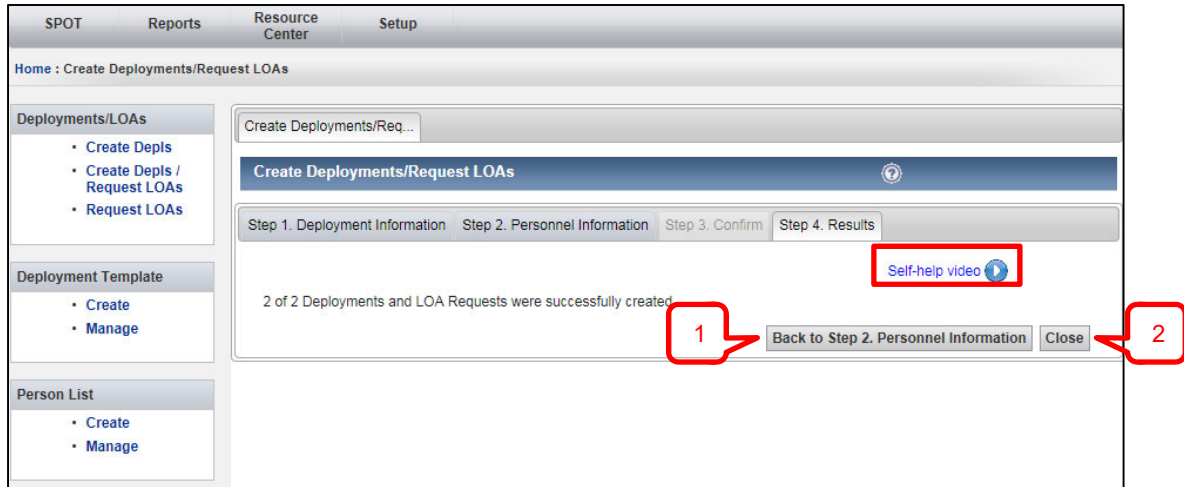 SPOT Reports Resource Center Setup
Home : Create Deployments/Request LOAs
Deployments/LOAs
• Create Depls
• Create Depls /
Request LOAs
• Request LOAs
Deployment Template
• Create
• Manage
Person List
• Create
• Manage
Create Deployments/Req...
Create Deployments/Request LOAs
Step 1. Deployment Information Step 2. Personnel Information Step 3. Confirm Step 4. Results
Self-help video
2 of 2 Deployments and LOA Requests were successfully created
1 Back to Step 2. Personnel Information Close 2